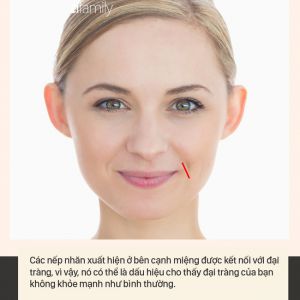 family
Các nếp nhăn xuất hiện ở bên cạnh miệng được kết nối với đại
tràng, vì vậy, nó có thể là dấu hiệu cho thấy đại tràng của bạn
không khỏe mạnh như bình thường.